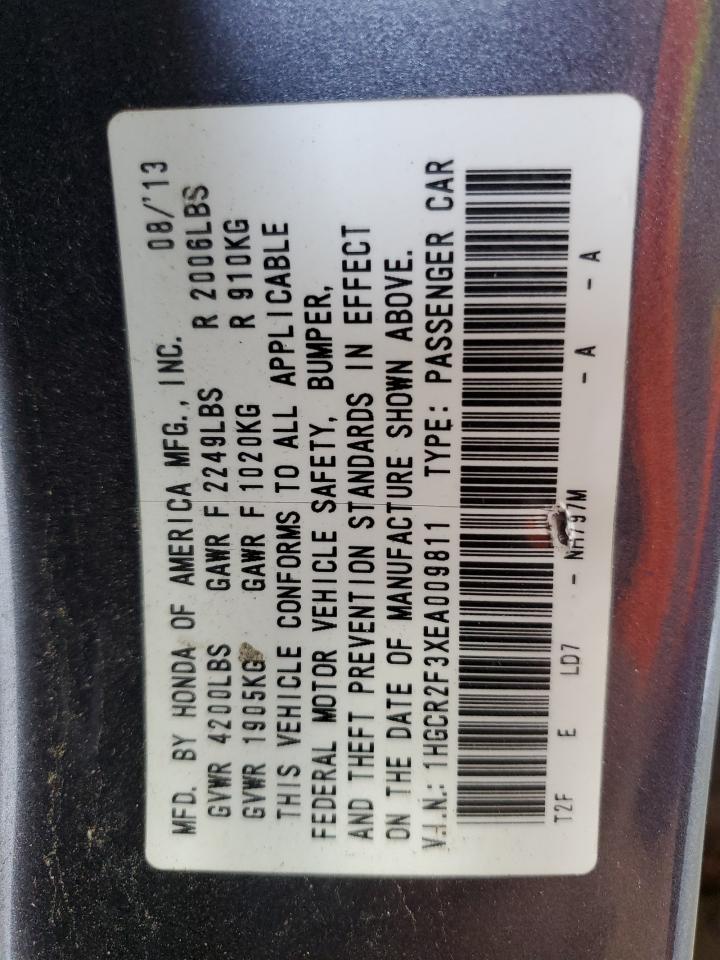 MFD. BY HONDA OF AMERICA MFG., INC. 08/'13
GVWR 4200LBS GAWR F 2249LBS R 2006LBS
GVWR 1905KG GAWR F 1020KG R 910KG
THIS VEHICLE CONFORMS TO ALL APPLICABLE
FEDERAL MOTOR VEHICLE SAFETY, BUMPER,
AND THEFT PREVENTION STANDARDS IN EFFECT
ON THE DATE OF MANUFACTURE SHOWN ABOVE.
V.I.N.: 1HGCR2F3XEA009811 TYPE: PASSENGER CAR
T2F E LD7 - NH797M - A - A